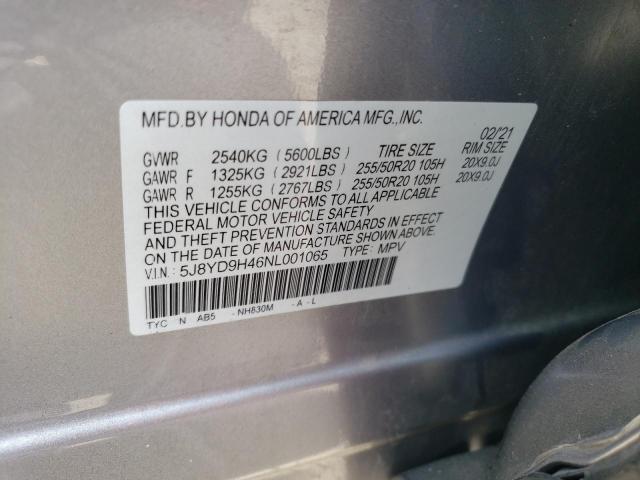 MFD.BY HONDA OF AMERICA MFG.,INC.
02/'21
GVWR 2540KG (5600LBS) TIRE SIZE RIM SIZE
GAWR F 1325KG (2921LBS) 255/50R20 105H 20X9.0J
GAWR R 1255KG (2767LBS) 255/50R20 105H 20X9.0J
THIS VEHICLE CONFORMS TO ALL APPLICABLE
FEDERAL MOTOR VEHICLE SAFETY
AND THEFT PREVENTION STANDARDS IN EFFECT
ON THE DATE OF MANUFACTURE SHOWN ABOVE.
V.I.N.: 5J8YD9H46NL001065 TYPE: MPV
TYC N AB5 -NH830M -A-L